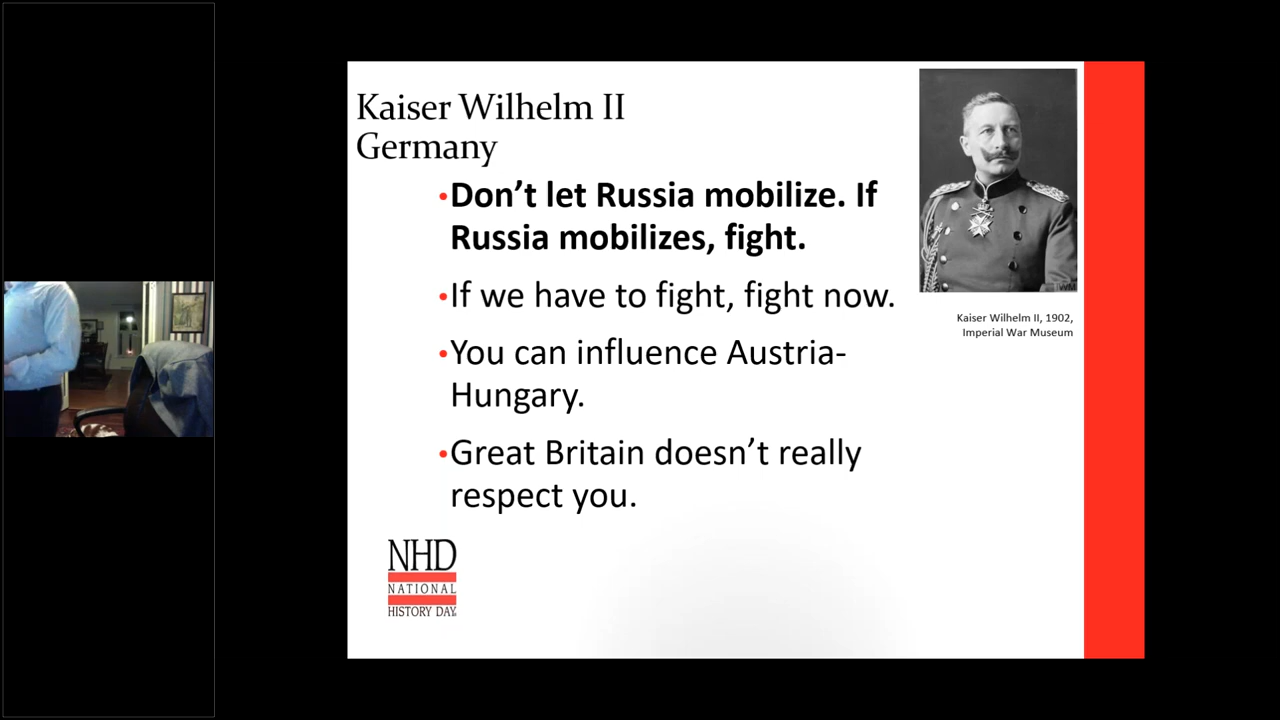 Kaiser Wilhelm II
Germany
•Don’t let Russia mobilize. If
Russia mobilizes, fight.
•If we have to fight, fight now.
•You can influence Austria-
Hungary.
•Great Britain doesn’t really
respect you.
IWM
Kaiser Wilhelm II, 1902,
Imperial War Museum
NHD
NATIONAL
HISTORY DAY